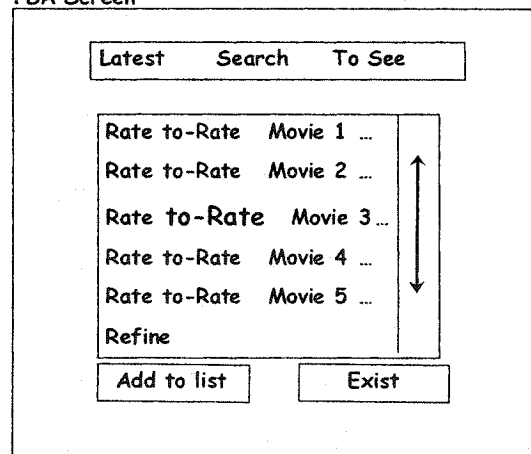 PDA Screen
Latest Search To See
Rate to-Rate Movie 1 ...
Rate to-Rate Movie 2 ...
Rate to-Rate Movie 3 ...
Rate to-Rate Movie 4 ...
Rate to-Rate Movie 5 ...
Refine
Add to list Exist